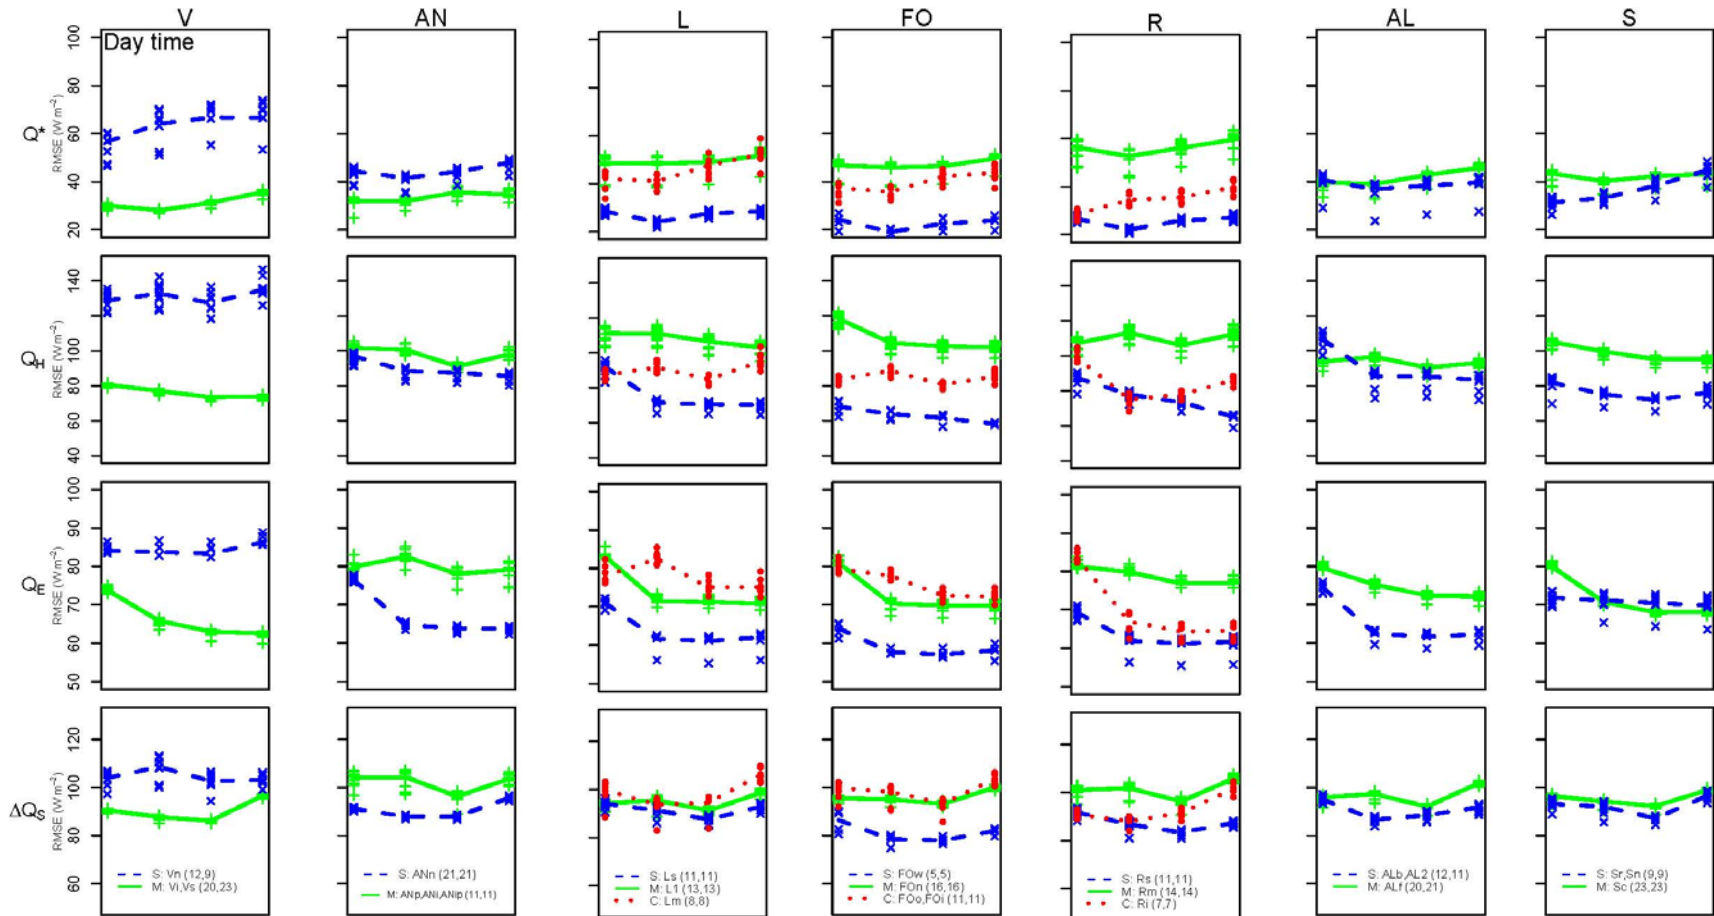 V AN L FO R AL S
Day time
Q*
RMSE (W m⁻²)
100
80
60
40
20
Q_H
RMSE (W m⁻²)
140
100
80
60
40
Q_E
RMSE (W m⁻²)
100
90
80
70
60
50
ΔQ_S
RMSE (W m⁻²)
120
100
80
60
S: Vn (12,9)
M: Vi,Vs (20,23)
S: ANn (21,21)
M: ANp,ANi,ANip (11,11)
S: Ls (11,11)
M: L1 (13,13)
C: Lm (8,8)
S: FOw (5,5)
M: FOn (16,16)
C: FOo,FOi (11,11)
S: Rs (11,11)
M: Rm (14,14)
C: Ri (7,7)
S: ALb,AL2 (12,11)
M: ALf (20,21)
S: Sr,Sn (9,9)
M: Sc (23,23)